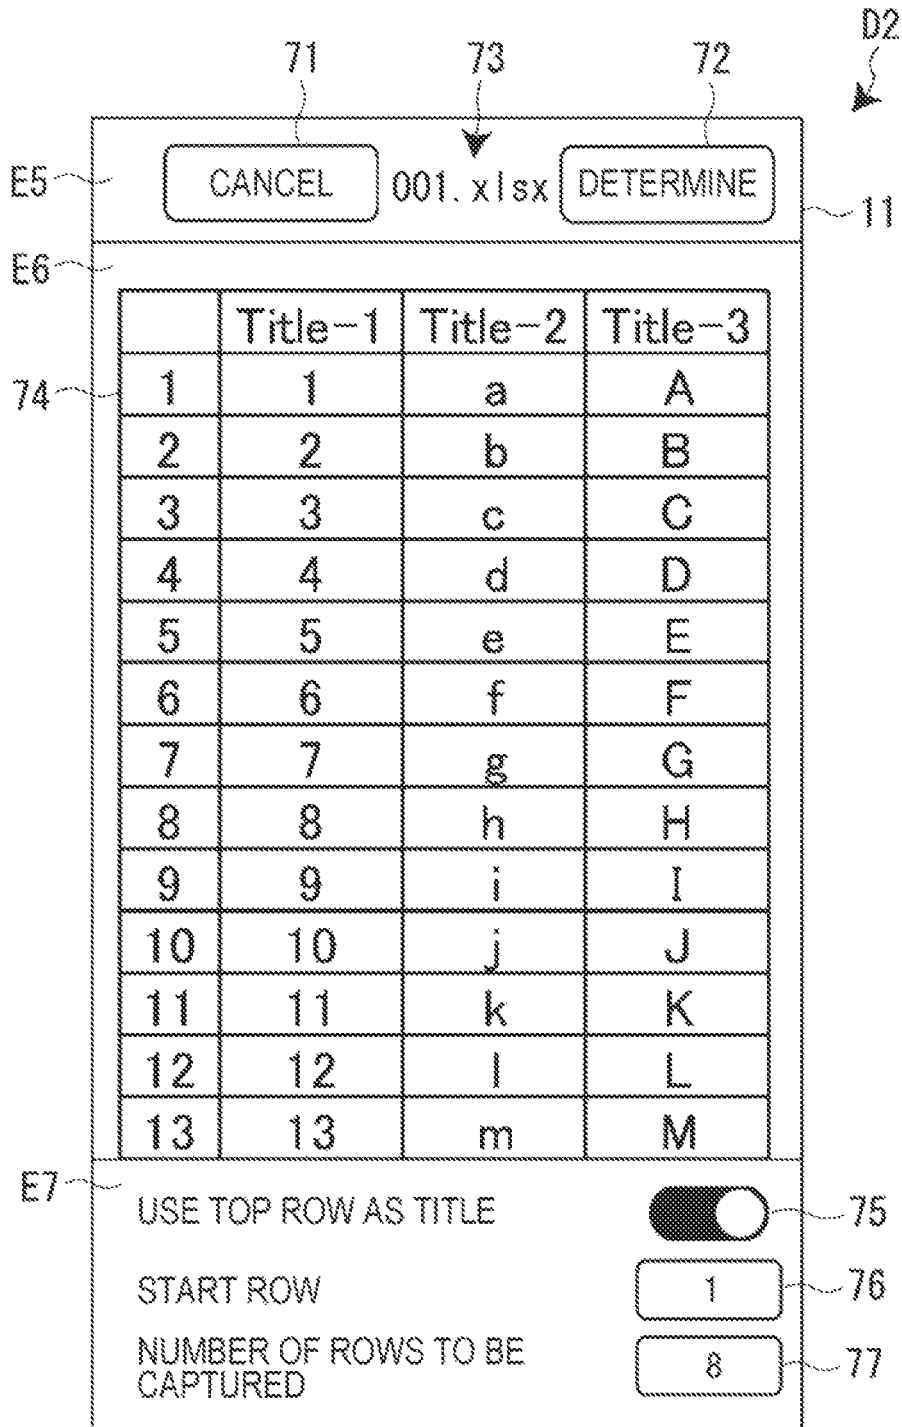 D2
71 73 72
E5 CANCEL 001.xlsx DETERMINE
11
E6
Title-1 Title-2 Title-3
74 1 1 a A
2 2 b B
3 3 c C
4 4 d D
5 5 e E
6 6 f F
7 7 g G
8 8 h H
9 9 i I
10 10 j J
11 11 k K
12 12 l L
13 13 m M
E7
USE TOP ROW AS TITLE 75
START ROW 1 76
NUMBER OF ROWS TO BE
CAPTURED 8 77